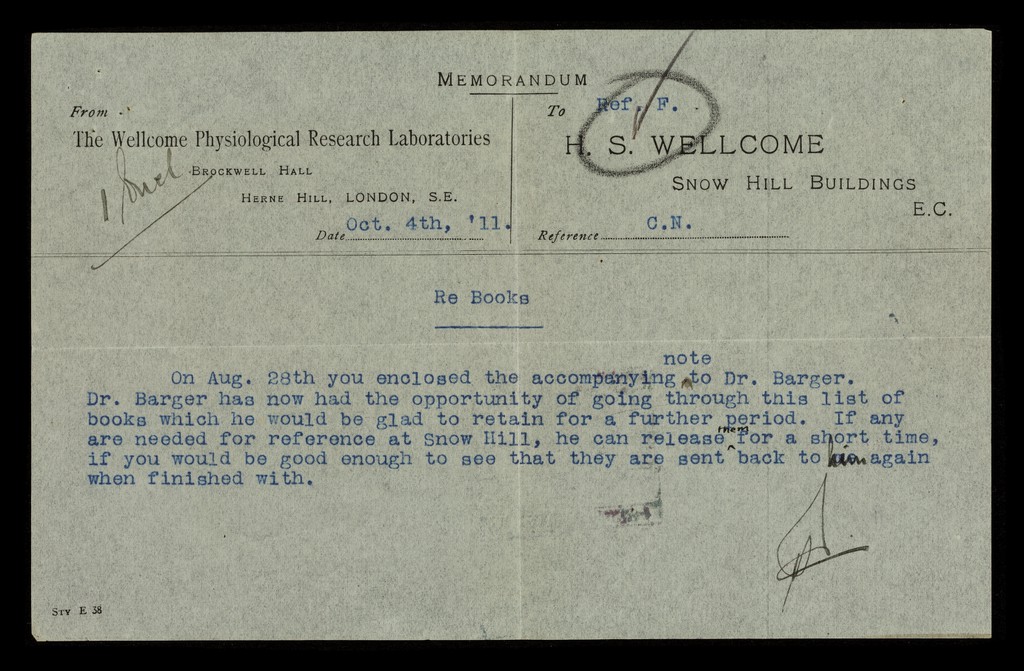 MEMORANDUM
From
The Wellcome Physiological Research Laboratories
BROCKWELL HALL
HERNE HILL, LONDON, S.E.
Date Oct. 4th, '11.
1 Encl
To Ref. F.
H. S. WELLCOME
SNOW HILL BUILDINGS
E.C.
Reference C.N.
Re Books
note
On Aug. 28th you enclosed the accompanying to Dr. Barger.
Dr. Barger has now had the opportunity of going through this list of
books which he would be glad to retain for a further period. If any
them
are needed for reference at Snow Hill, he can release for a short time,
if you would be good enough to see that they are sent back to him again
when finished with.
STY E 38